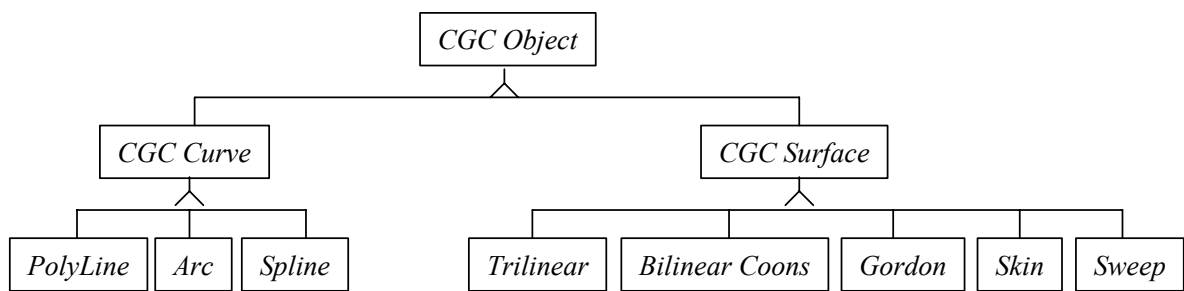 CGC Object
CGC Curve
CGC Surface
PolyLine
Arc
Spline
Trilinear
Bilinear Coons
Gordon
Skin
Sweep